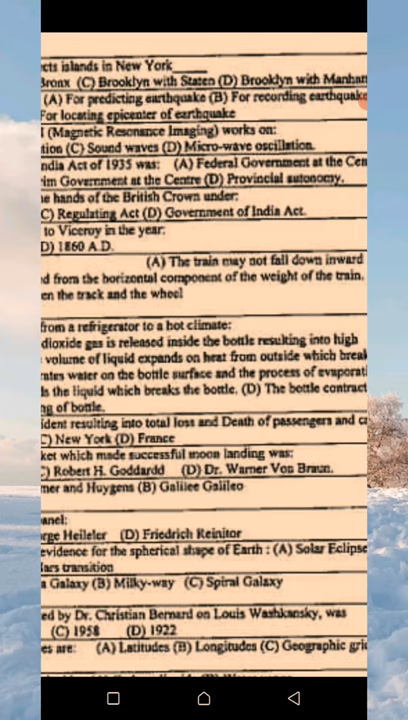 cts islands in New York____
Bronx (C) Brooklyn with Staten (D) Brooklyn with Manhan
(A) For predicting earthquake (B) For recording earthquake
For locating epicenter of earthquake
I (Magnetic Resonance Imaging) works on:
tion (C) Sound waves (D) Micro-wave oscillation.
ndia Act of 1935 was: (A) Federal Government at the Cen
im Government at the Centre (D) Provincial autonomy.
e hands of the British Crown under:
C) Regulating Act (D) Government of India Act.
to Viceroy in the year:
D) 1860 A.D.
(A) The train may not fall down inward
d from the horizontal component of the weight of the train.
en the track and the wheel
from a refrigerator to a hot climate:
dioxide gas is released inside the bottle resulting into high
volume of liquid expands on heat from outside which break
rates water on the bottle surface and the process of evaporati
ls the liquid which breaks the bottle. (D) The bottle contract
ng of bottle.
ident resulting into total loss and Death of passengers and c
C) New York (D) France
ket which made successful moon landing was:
C) Robert H. Goddardd (D) Dr. Warner Von Braun.
mer and Huygens (B) Galilee Galileo
anel:
rge Heileler (D) Friedrich Reinitor
evidence for the spherical shape of Earth : (A) Solar Eclipse
ars transition
a Galaxy (B) Milky-way (C) Spiral Galaxy
ed by Dr. Christian Bernard on Louis Washkansky, was
(C) 1958 (D) 1922
es are: (A) Latitudes (B) Longitudes (C) Geographic gri